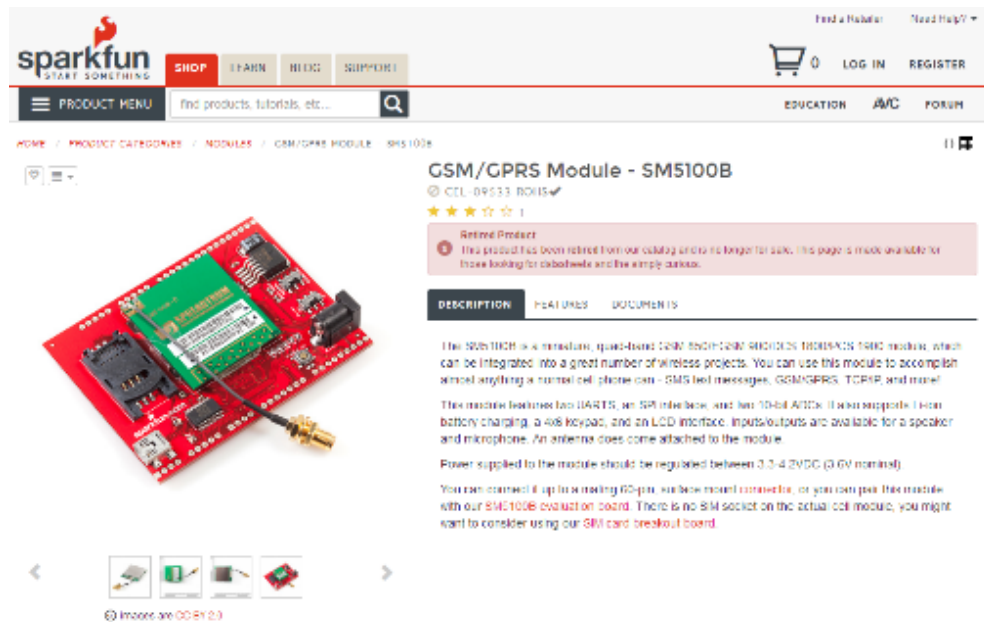 Find a Retailer Need Help?
sparkfun
START SOMETHING
SHOP LEARN BLOG SUPPORT
0 LOG IN REGISTER
PRODUCT MENU find products, tutorials, etc...
EDUCATION AVC FORUM
HOME / PRODUCT CATEGORIES / MODULES / GSM/GPRS MODULE - SM5100B
GSM/GPRS Module - SM5100B
CEL-09533 ROHS✔
★ ★ ★ ☆ ☆ 1
Retired Product
This product has been retired from our catalog and is no longer for sale. This page is made available for
those looking for datasheets and the simply curious.
DESCRIPTION FEATURES DOCUMENTS
The SM5100B is a miniature, quad-band GSM 850/EGSM 900/DCS 1800/PCS 1900 module, which
can be integrated into a great number of wireless projects. You can use this module to accomplish
almost anything a normal cell phone can - SMS text messages, GSM/GPRS, TCP/IP, and more!
This module features two UARTS, an SPI interface, and two 10-bit ADCs. It also supports Li-ion
battery charging, a 4x6 keypad, and an LCD interface. Inputs/outputs are available for a speaker
and microphone. An antenna does come attached to the module.
Power supplied to the module should be regulated between 3.3-4.2VDC (3.6V nominal)
You can connect it up to a mating 60-pin, surface mount connector, or you can pair this module
with our SM5100B evaluation board. There is no SIM socket on the actual cell module, you might
want to consider using our SIM card breakout board.
images are CC BY 2.0